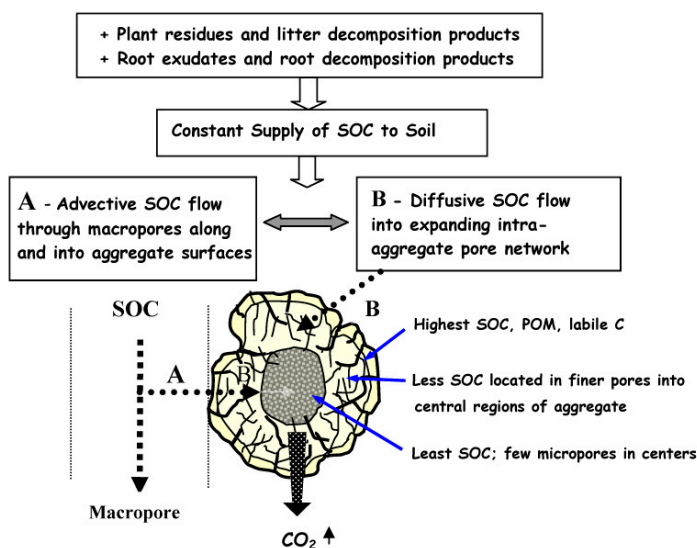 + Plant residues and litter decomposition products
+ Root exudates and root decomposition products
Constant Supply of SOC to Soil
A - Advective SOC flow
through macropores along
and into aggregate surfaces
B - Diffusive SOC flow
into expanding intra-
aggregate pore network
SOC
B
Highest SOC, POM, labile C
A
B
Less SOC located in finer pores into
central regions of aggregate
Least SOC; few micropores in centers
Macropore
CO₂